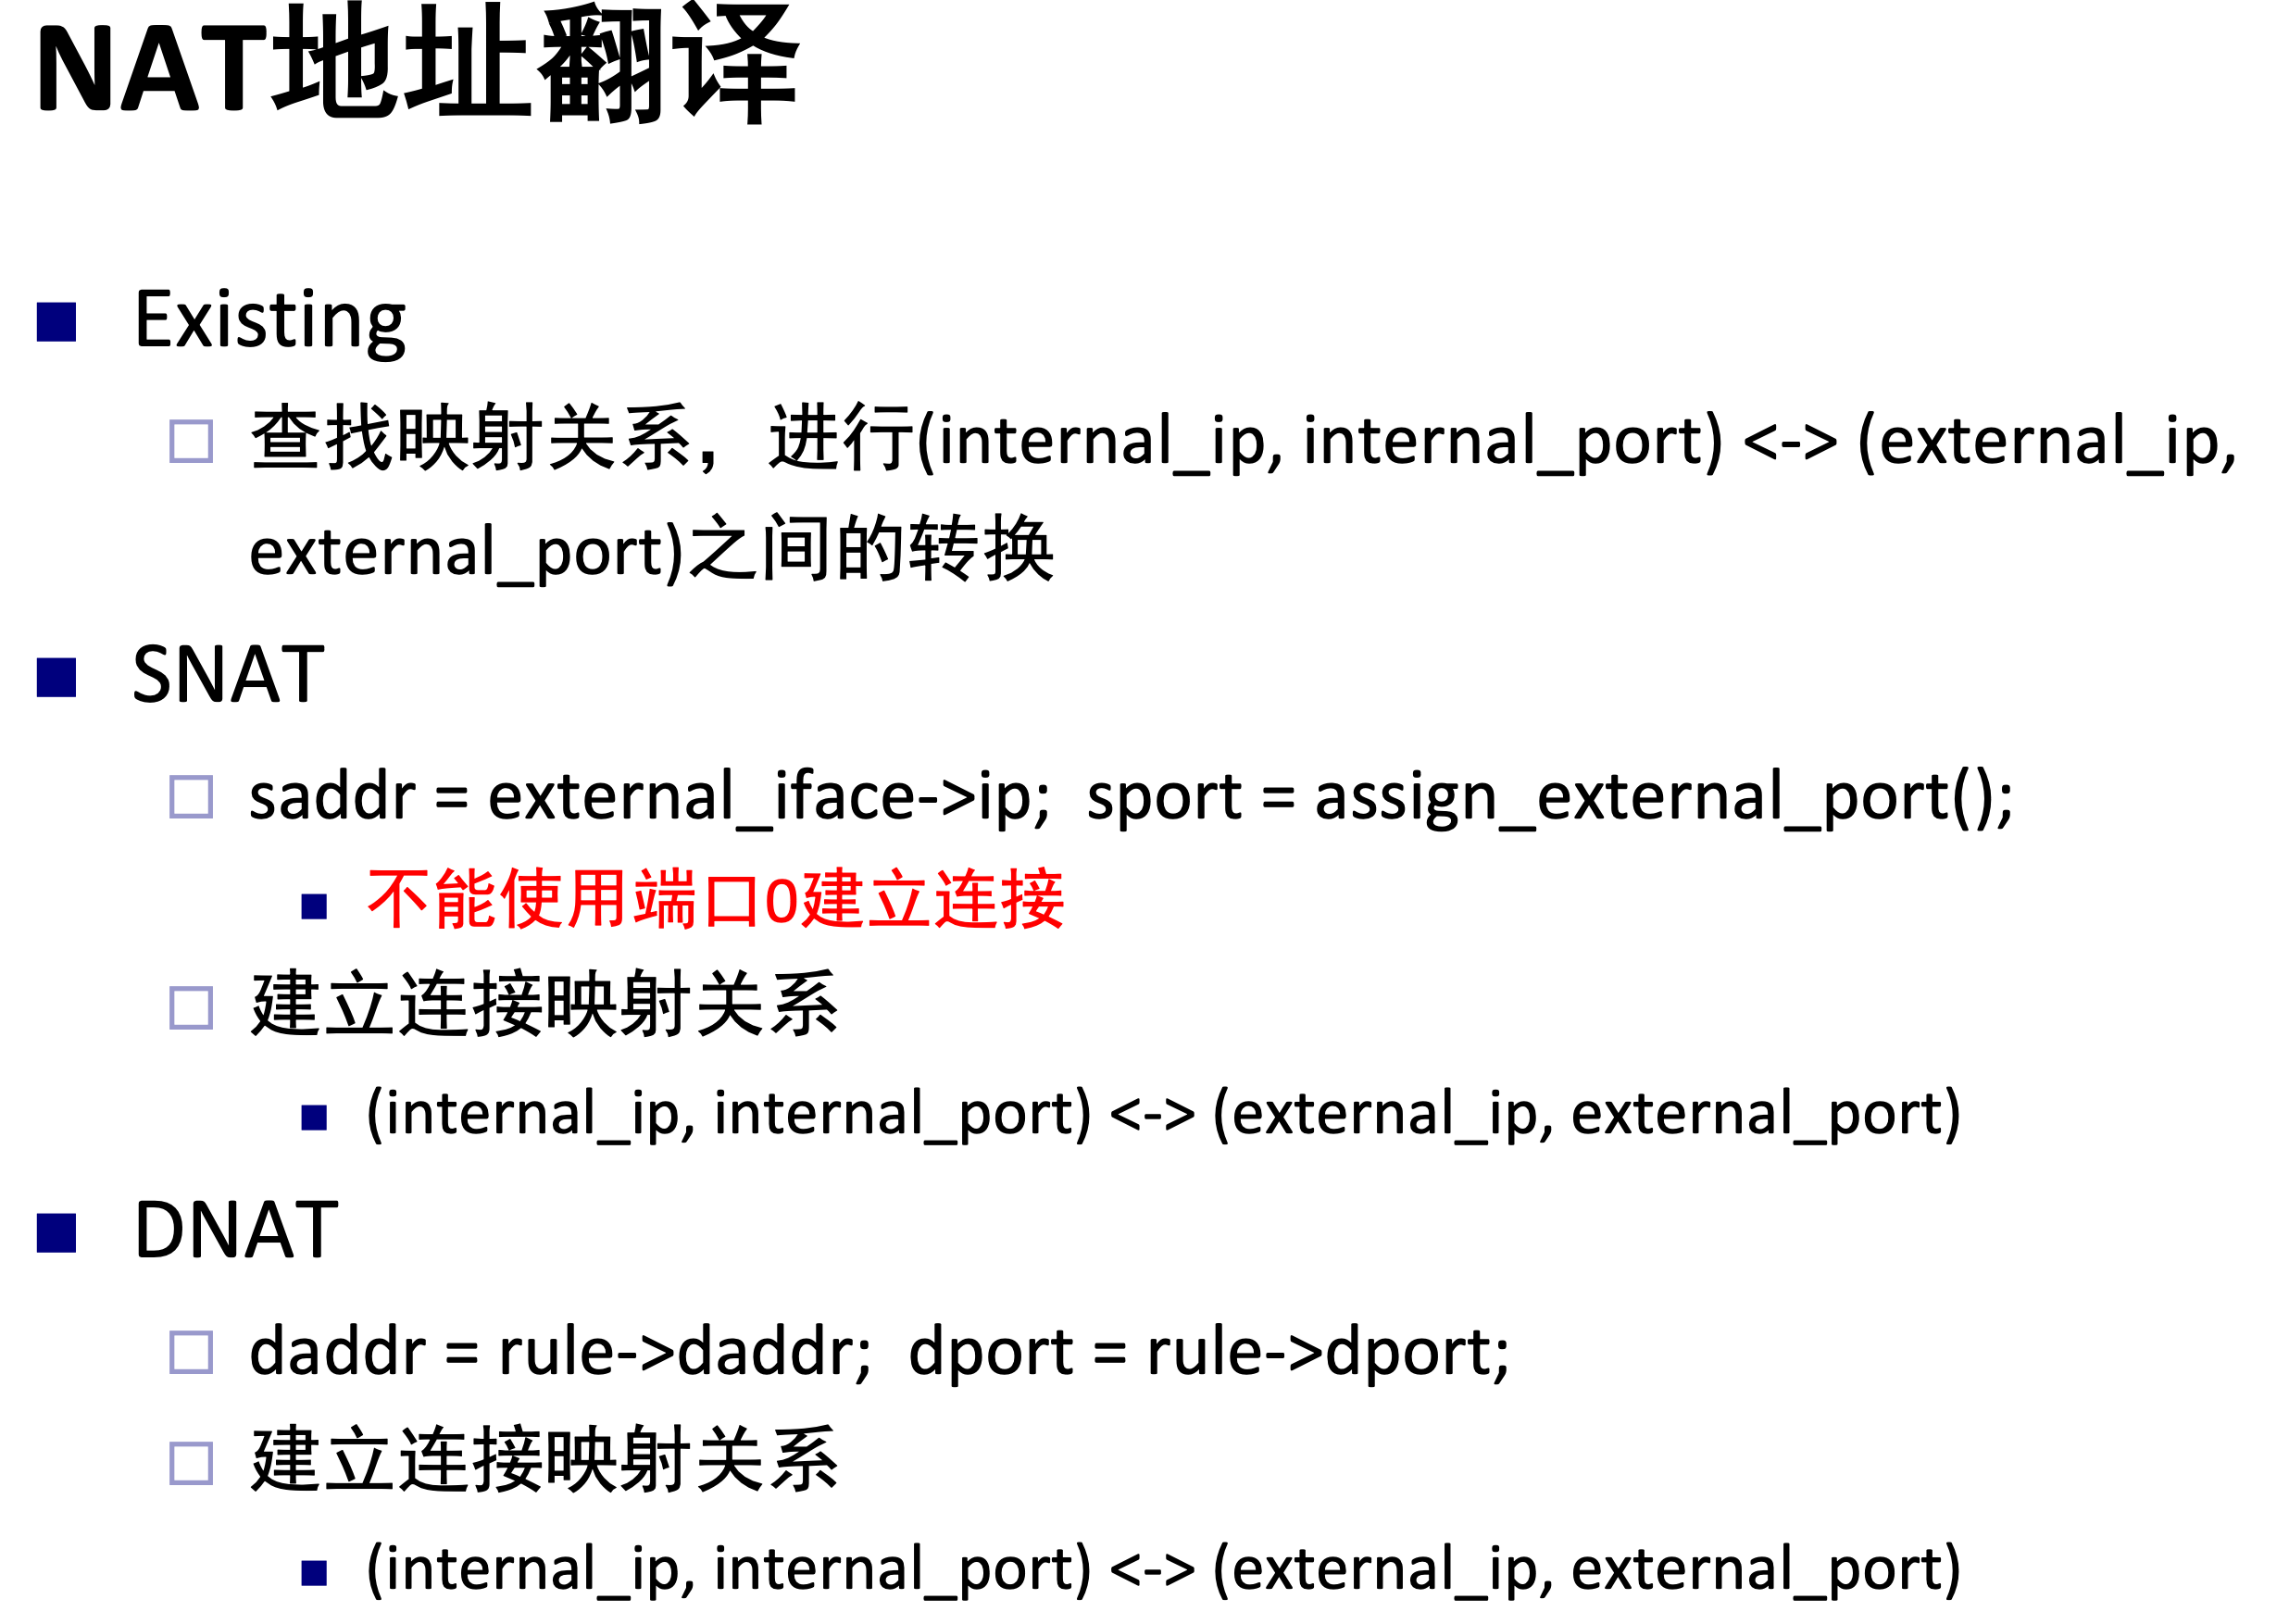 NAT地址翻译
Existing
查找映射关系，进行(internal_ip, internal_port) <-> (external_ip,
external_port)之间的转换
SNAT
saddr = external_iface->ip;  sport = assign_external_port();
不能使用端口0建立连接
建立连接映射关系
(internal_ip, internal_port) <-> (external_ip, external_port)
DNAT
daddr = rule->daddr;  dport = rule->dport;
建立连接映射关系
(internal_ip, internal_port) <-> (external_ip, external_port)